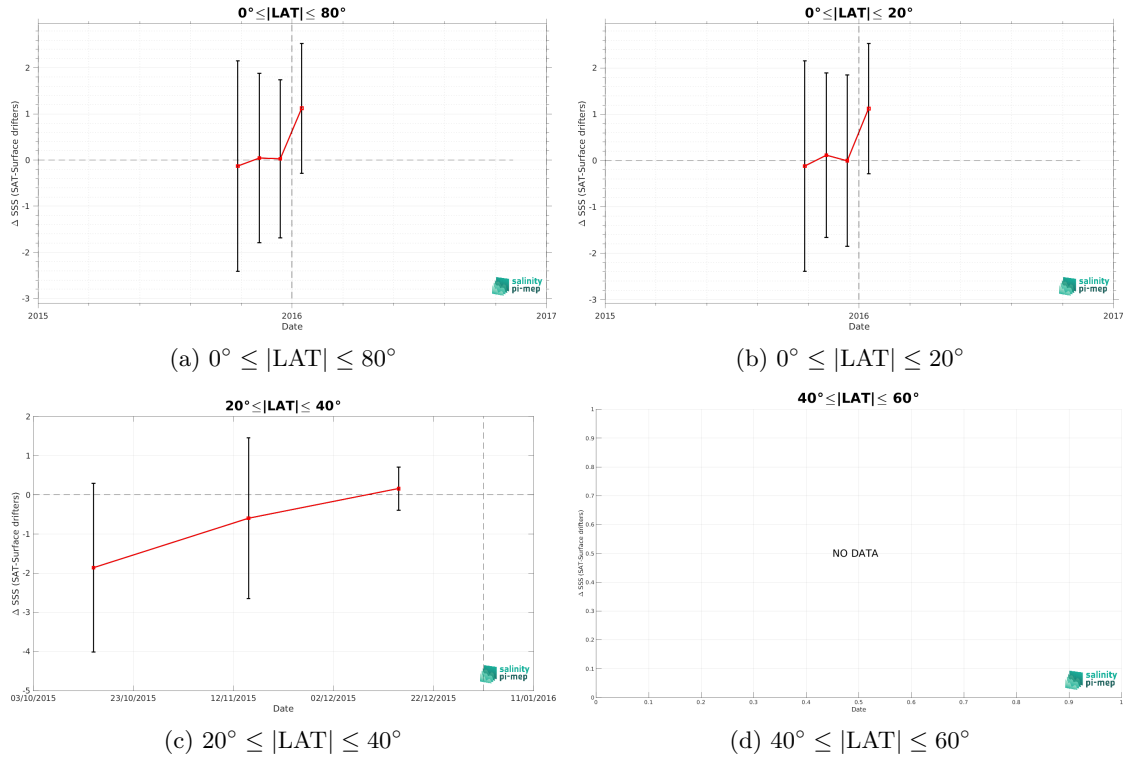 0°≤|LAT|≤ 80°
Δ SSS (SAT-Surface drifters)
2
1
0
-1
-2
-3
2015
2016
2017
Date
salinity
pi-mep
(a) 0° ≤ |LAT| ≤ 80°
0°≤|LAT|≤ 20°
Δ SSS (SAT-Surface drifters)
2
1
0
-1
-2
-3
2015
2016
2017
Date
salinity
pi-mep
(b) 0° ≤ |LAT| ≤ 20°
20°≤|LAT|≤ 40°
Δ SSS (SAT-Surface drifters)
2
1
0
-1
-2
-3
-4
-5
03/10/2015
23/10/2015
12/11/2015
02/12/2015
22/12/2015
11/01/2016
Date
salinity
pi-mep
(c) 20° ≤ |LAT| ≤ 40°
40°≤|LAT|≤ 60°
Δ SSS (SAT-Surface drifters)
1
0.9
0.8
0.7
0.6
0.5
0.4
0.3
0.2
0.1
0
NO DATA
0
0.1
0.2
0.3
0.4
0.5
0.6
0.7
0.8
0.9
1
Date
salinity
pi-mep
(d) 40° ≤ |LAT| ≤ 60°